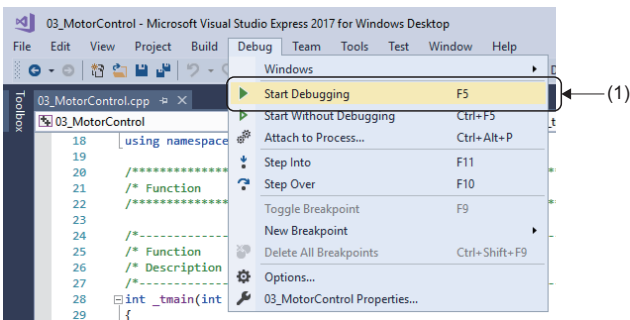 03_MotorControl - Microsoft Visual Studio Express 2017 for Windows Desktop
File Edit View Project Build Debug Team Tools Test Window Help
Windows
Toolbox
03_MotorControl.cpp
Start Debugging F5
(1)
03_MotorControl
Start Without Debugging Ctrl+F5
18 using namespace
Attach to Process... Ctrl+Alt+P
19
20 /****************
Step Into F11
21 /* Function
Step Over F10
22 /****************
Toggle Breakpoint F9
23
24 /*----------------
New Breakpoint
25 /* Function
Delete All Breakpoints Ctrl+Shift+F9
26 /* Description
27 /*----------------
Options...
28 int _tmain(int
03_MotorControl Properties...
29 {